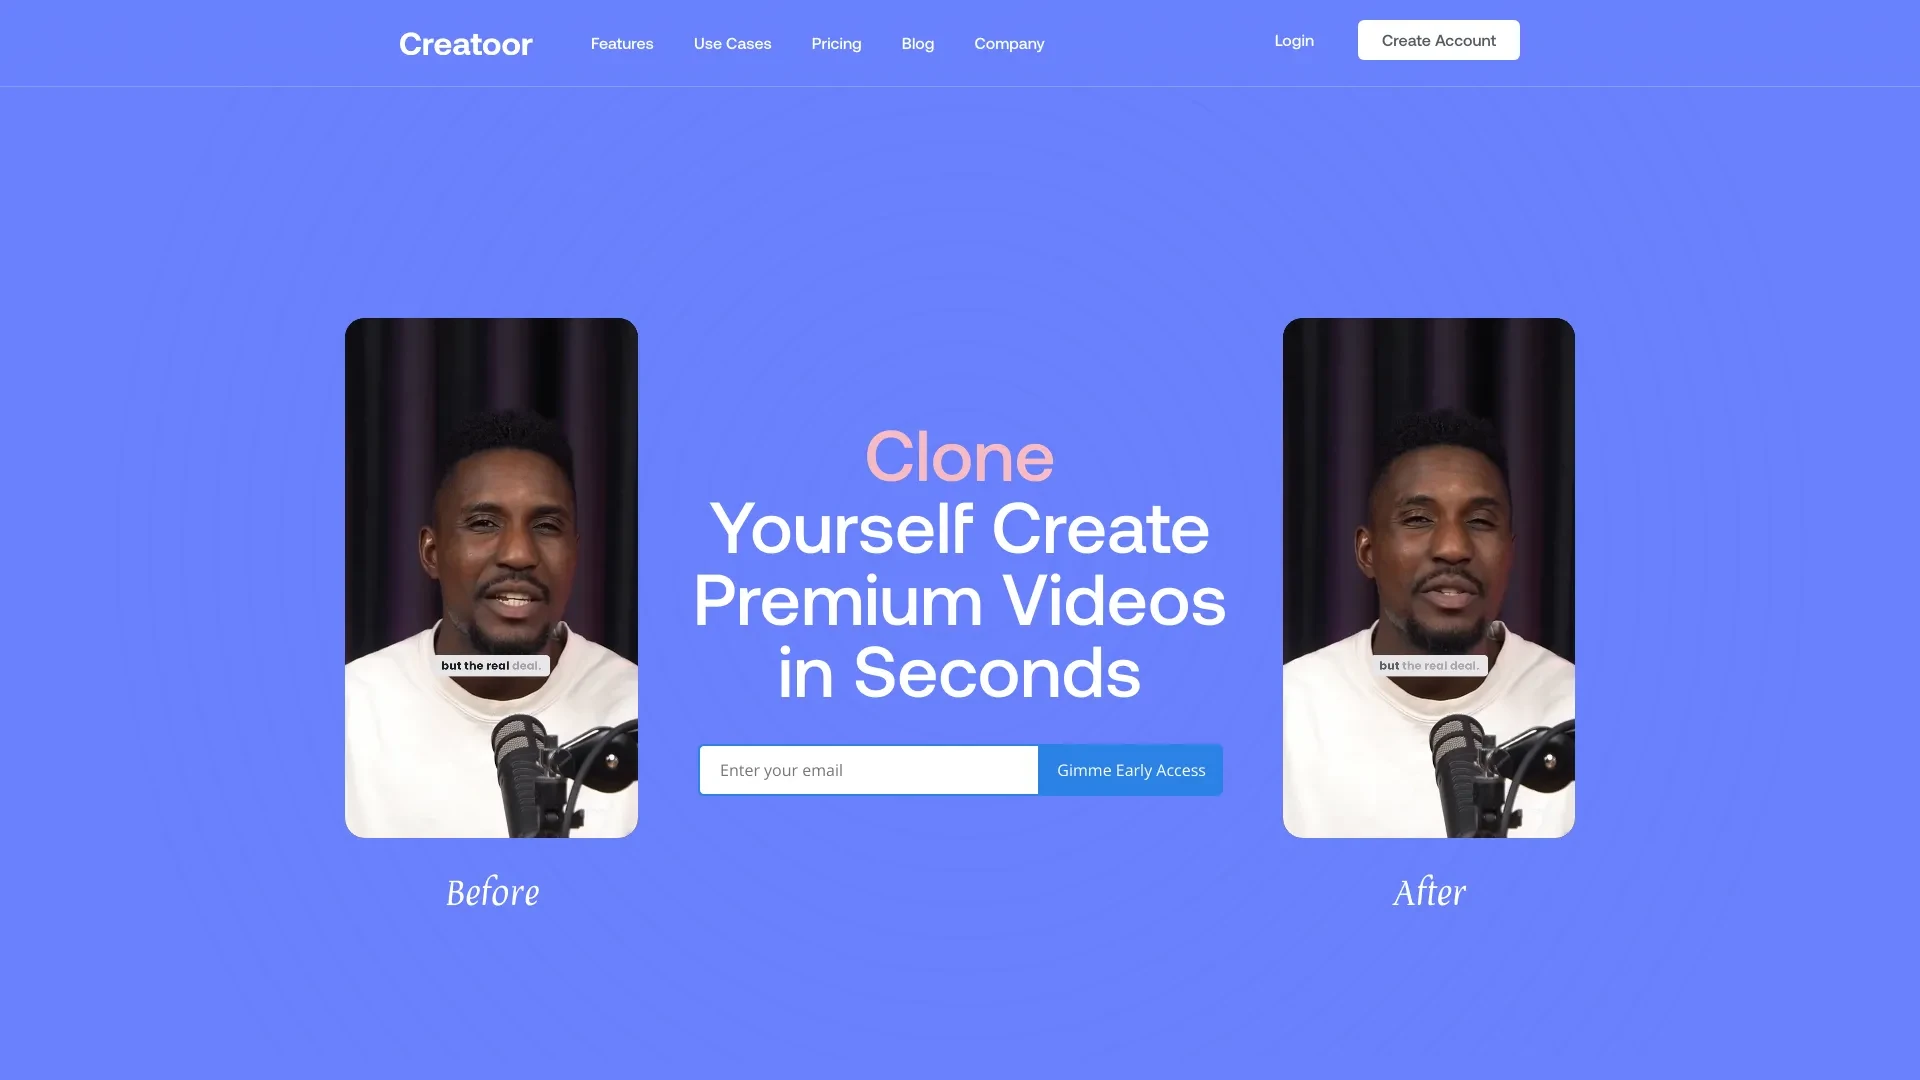 Creatoor
Features
Use Cases
Pricing
Blog
Company
Login
Create Account
but the real deal.
Before
Clone
Yourself Create
Premium Videos
in Seconds
Enter your email
Gimme Early Access
but the real deal.
After